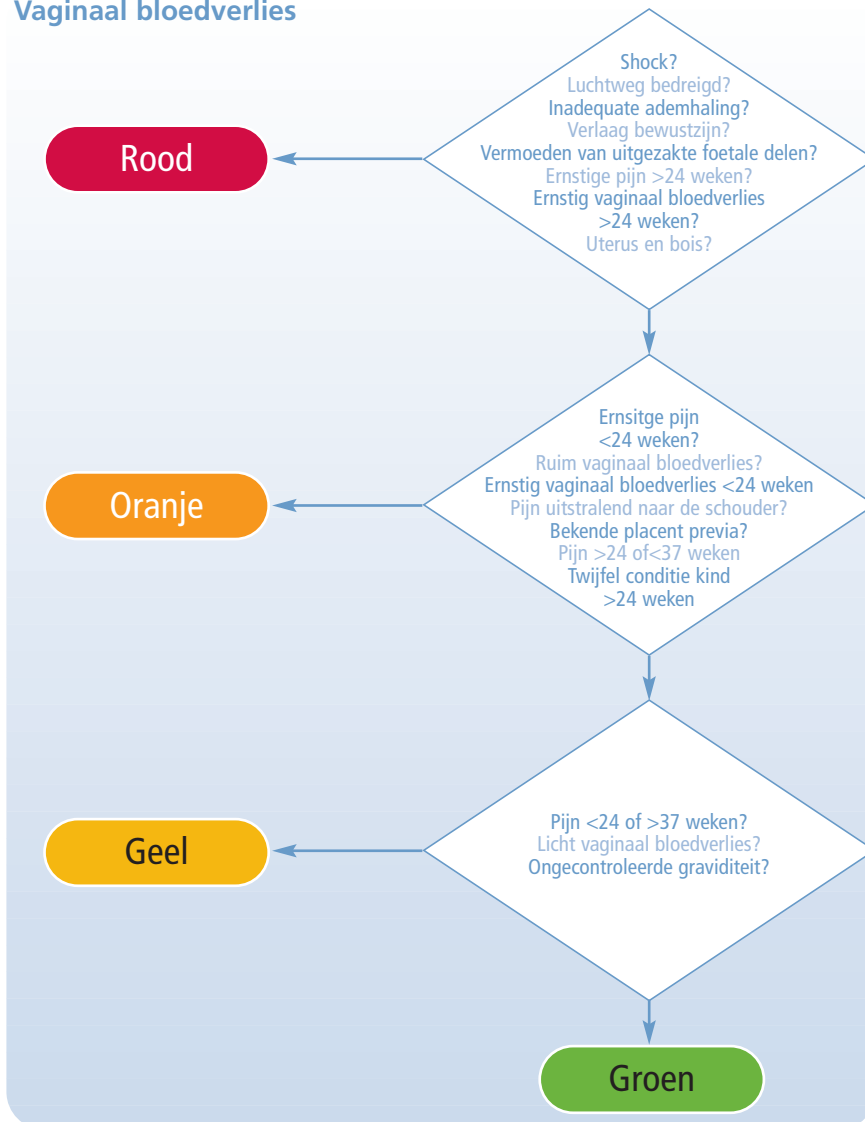 Vaginaal bloedverlies
Shock?
Luchtweg bedreigd?
Inadequate ademhaling?
Verlaag bewustzijn?
Vermoeden van uitgezakte foetale delen?
Ernstige pijn >24 weken?
Ernstig vaginaal bloedverlies
>24 weken?
Uterus en bois?
Rood
Ernsitge pijn
<24 weken?
Ruim vaginaal bloedverlies?
Ernstig vaginaal bloedverlies <24 weken
Pijn uitstralend naar de schouder?
Bekende placent previa?
Pijn >24 of<37 weken
Twijfel conditie kind
>24 weken
Oranje
Pijn <24 of >37 weken?
Licht vaginaal bloedverlies?
Ongecontroleerde graviditeit?
Geel
Groen